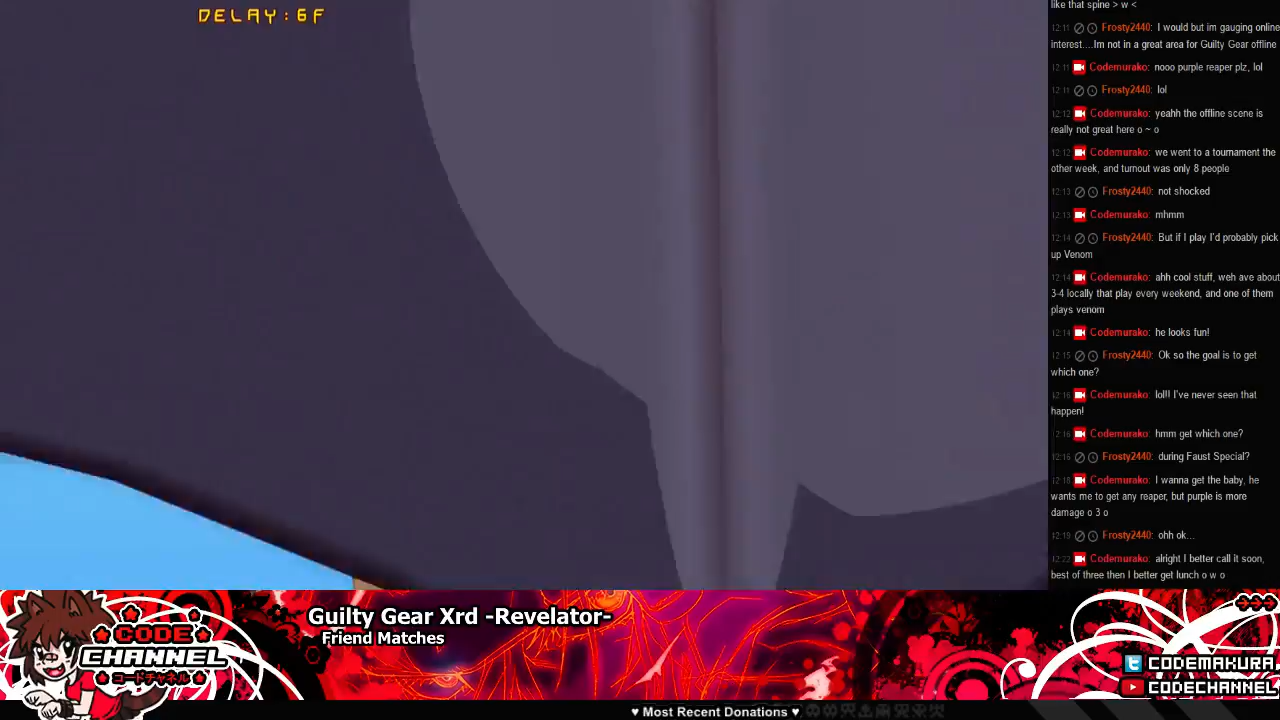 DELAY:6F
like that spine > w <
12:11 Frosty2440: I would but im gauging online
interest....Im not in a great area for Guilty Gear offline
12:11 Codemurako: nooo purple reaper plz, lol
12:11 Frosty2440: lol
12:12 Codemurako: yeahh the offline scene is
really not great here o ~ o
12:12 Codemurako: we went to a tournament the
other week, and turnout was only 8 people
12:13 Frosty2440: not shocked
12:13 Codemurako: mhmm
12:14 Frosty2440: But if I play I'd probably pick
up Venom
12:14 Codemurako: ahh cool stuff, weh ave about
3-4 locally that play every weekend, and one of them
plays venom
12:14 Codemurako: he looks fun!
12:15 Frosty2440: Ok so the goal is to get
which one?
12:16 Codemurako: lol!! I've never seen that
happen!
12:16 Codemurako: hmm get which one?
12:16 Frosty2440: during Faust Special?
12:18 Codemurako: I wanna get the baby, he
wants me to get any reaper, but purple is more
damage o 3 o
12:19 Frosty2440: ohh ok...
12:22 Codemurako: alright I better call it soon,
best of three then I better get lunch o w o
Guilty Gear Xrd -Revelator-
Friend Matches
CODE
CHANNEL
コードチャンネル
CODEMAKURA
CODECHANNEL
♥ Most Recent Donations ♥